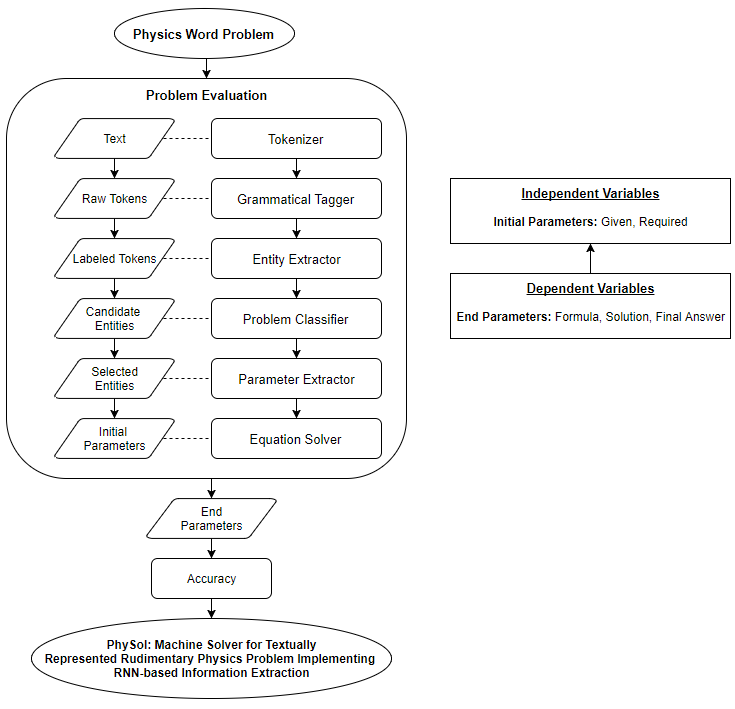 Physics Word Problem
Problem Evaluation
Text
Tokenizer
Raw Tokens
Grammatical Tagger
Labeled Tokens
Entity Extractor
Candidate
Entities
Problem Classifier
Selected
Entities
Parameter Extractor
Initial
Parameters
Equation Solver
End
Parameters
Accuracy
PhySol: Machine Solver for Textually
Represented Rudimentary Physics Problem Implementing
RNN-based Information Extraction
Independent Variables
Initial Parameters: Given, Required
Dependent Variables
End Parameters: Formula, Solution, Final Answer